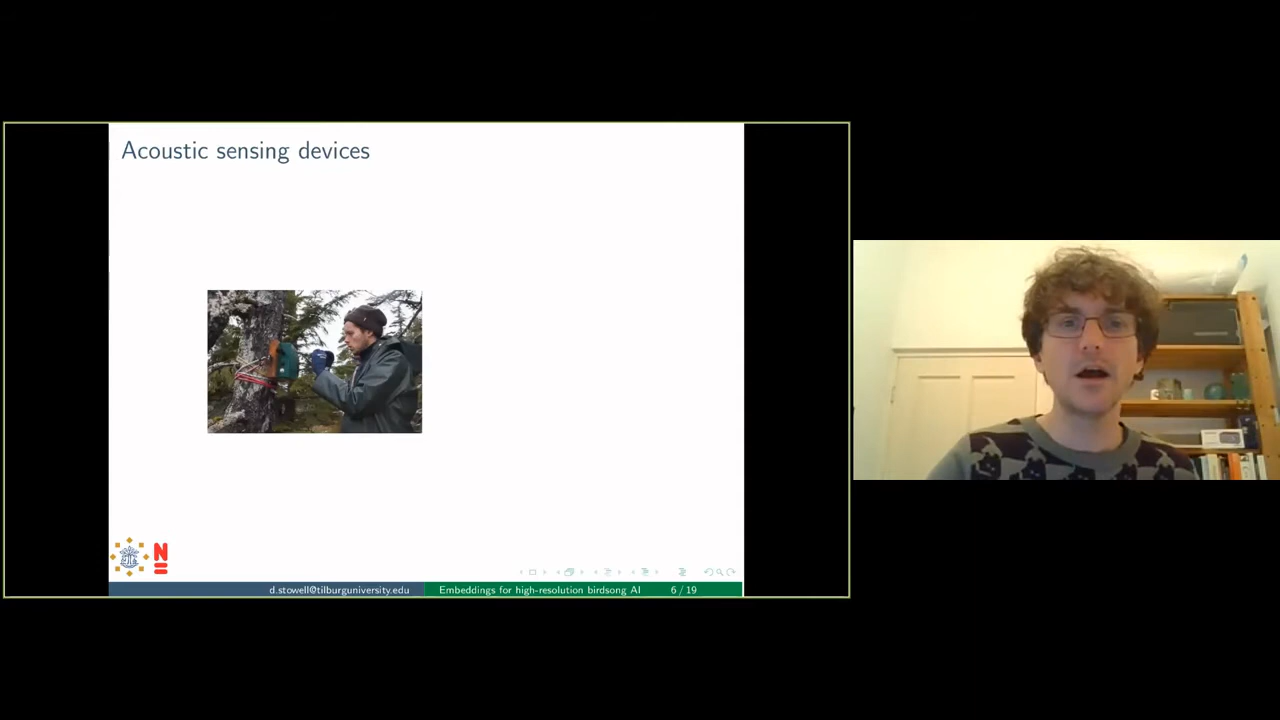 Acoustic sensing devices
N
d.stowell@tilburguniversity.edu
Embeddings for high-resolution birdsong AI
6 / 19